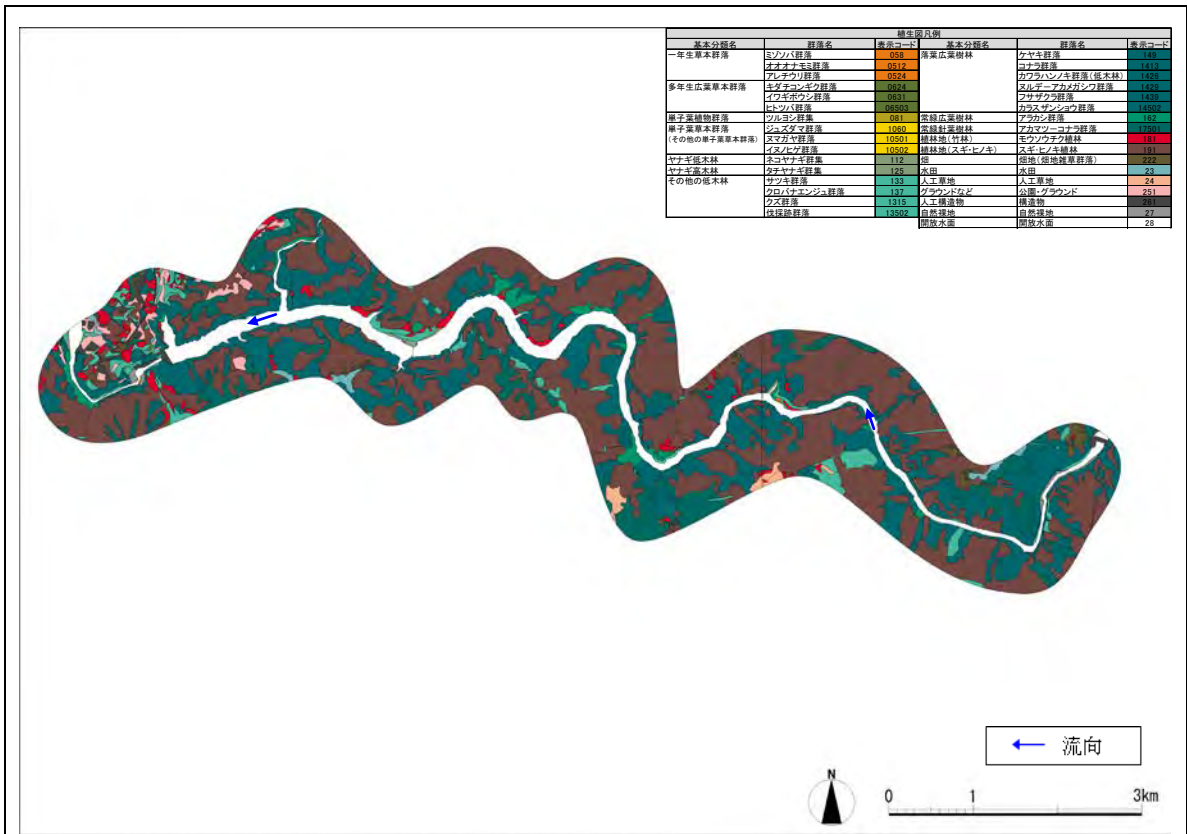 植生図凡例
基本分類名 群落名 表示コード 基本分類名 群落名 表示コード
一年生草本群落 ミゾソバ群落 058 落葉広葉樹林 ケヤキ群落 149
オオオナモミ群落 0512 コナラ群落 1413
アレチウリ群落 0524 カワラハンノキ群落(低木林) 1426
多年生広葉草本群落 キダチコンギク群落 0624 ヌルデーアカメガシワ群落 1429
イワギボウシ群落 0631 フサザクラ群落 1439
ヒトツバ群落 06503 カラスザンショウ群落 14502
単子葉植物群落 ツルヨシ群集 081 常緑広葉樹林 アラカシ群落 162
単子葉草本群落 ジュズダマ群落 1060 常緑針葉樹林 アカマツーコナラ群落 17501
(その他の単子葉草本群落) ヌマガヤ群落 10501 植林地(竹林) モウソウチク植林 181
イヌノヒゲ群落 10502 植林地(スギ・ヒノキ) スギ・ヒノキ植林 191
ヤナギ低木林 ネコヤナギ群集 112 畑 畑地(畑地雑草群落) 222
ヤナギ高木林 タチヤナギ群集 125 水田 水田 23
その他の低木林 サツキ群落 133 人工草地 人工草地 24
クロバナエンジュ群落 137 グラウンドなど 公園・グラウンド 251
クズ群落 1315 人工構造物 構造物 261
伐採跡群落 13502 自然裸地 自然裸地 27
開放水面 開放水面 28
流向
N
0 1 3km